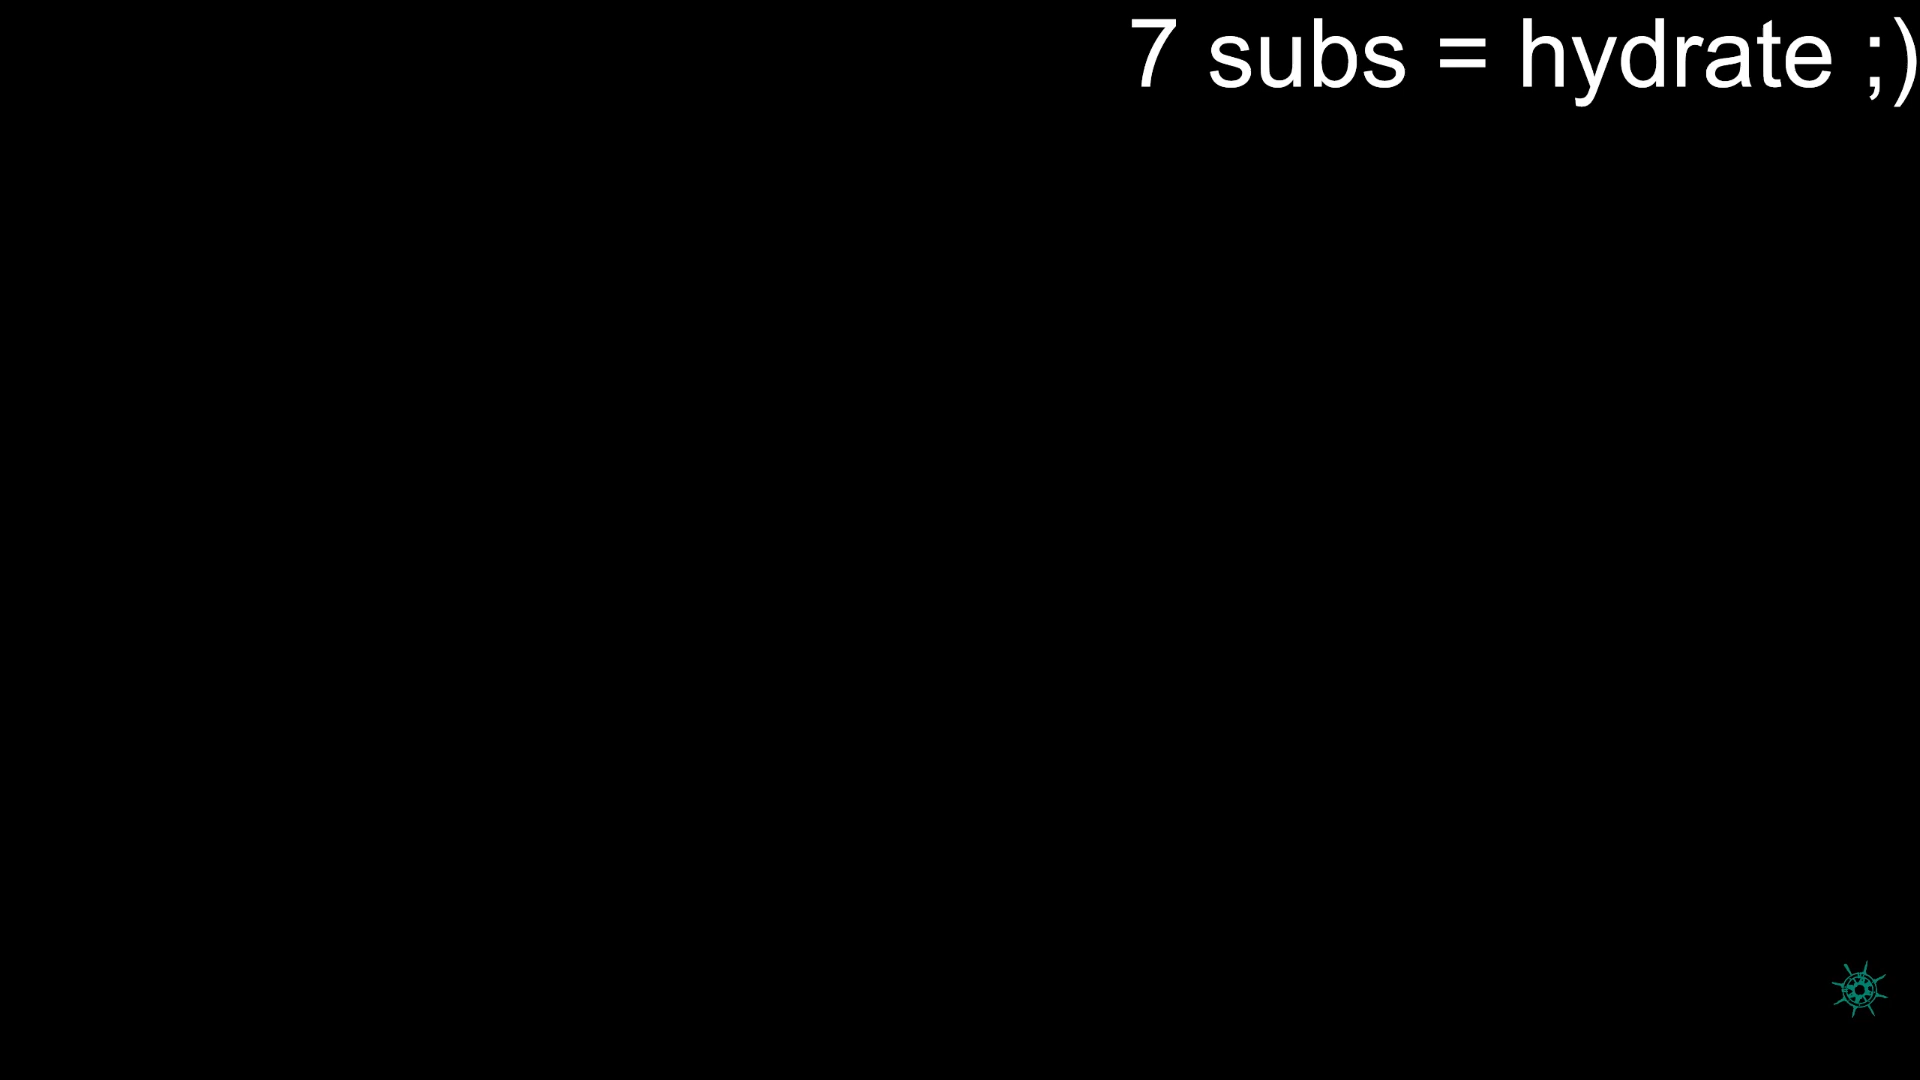 7 subs = hydrate ;)